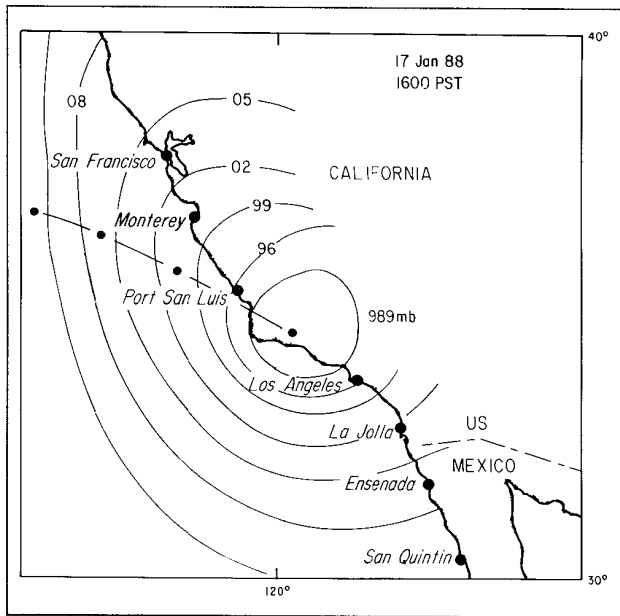 40°
17 Jan 88
1600 PST
08
05
San Francisco
02
CALIFORNIA
99
Monterey
96
Port San Luis
989mb
Los Angeles
La Jolla
US
MEXICO
Ensenada
San Quintin
30°
120°